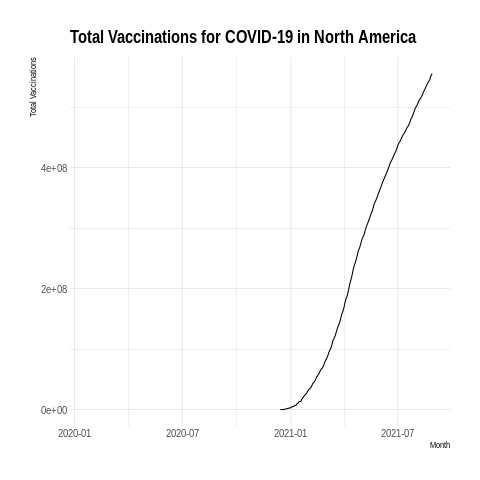 Total Vaccinations for COVID-19 in North America
Total Vaccinations
4e+08
2e+08
0e+00
2020-01 2020-07 2021-01 2021-07
Month